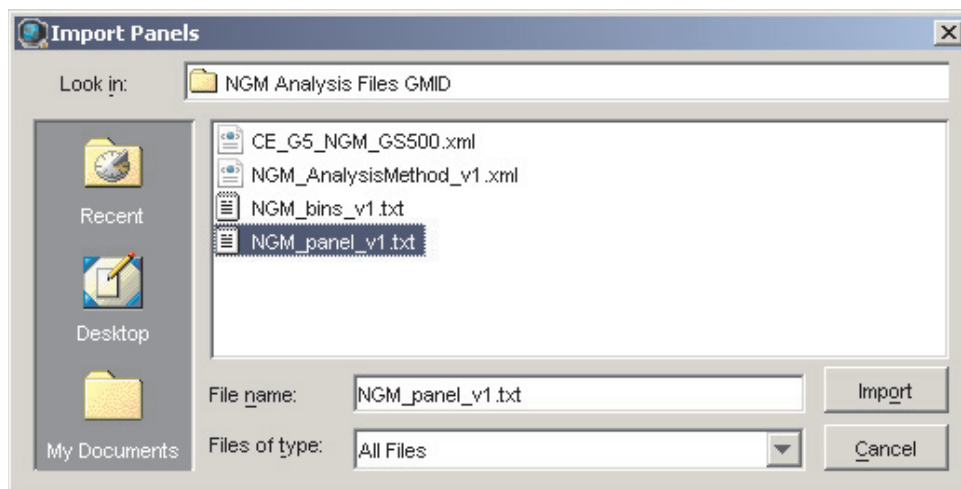 Import Panels
Look in: NGM Analysis Files GMID
Recent
Desktop
My Documents
CE_G5_NGM_GS500.xml
NGM_AnalysisMethod_v1.xml
NGM_bins_v1.txt
NGM_panel_v1.txt
File name: NGM_panel_v1.txt Import
Files of type: All Files Cancel